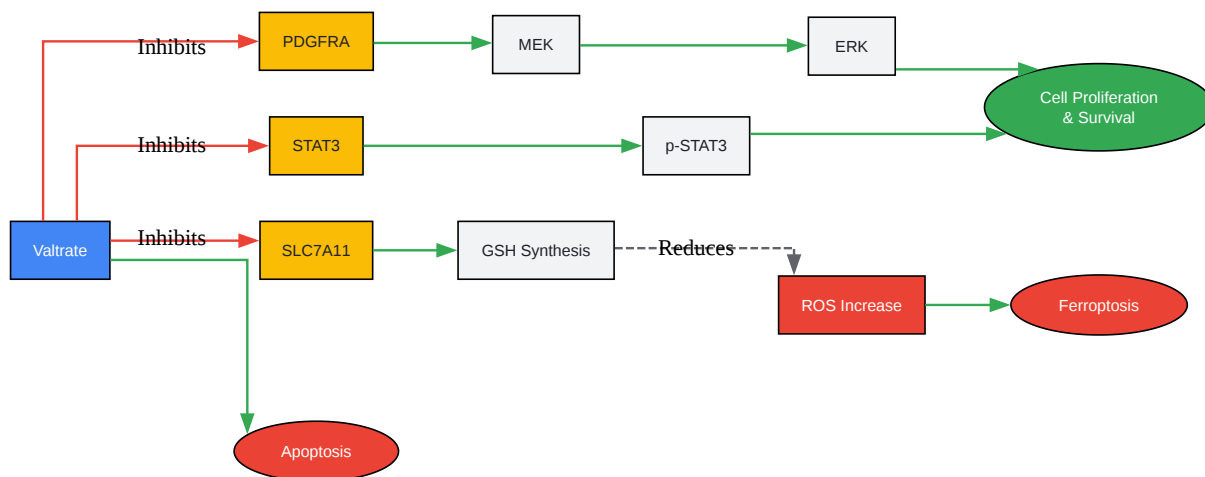 Inhibits
PDGFRA
MEK
ERK
Cell Proliferation
& Survival
Inhibits
STAT3
p-STAT3
Valtrate
Inhibits
SLC7A11
GSH Synthesis
Reduces
ROS Increase
Ferroptosis
Apoptosis